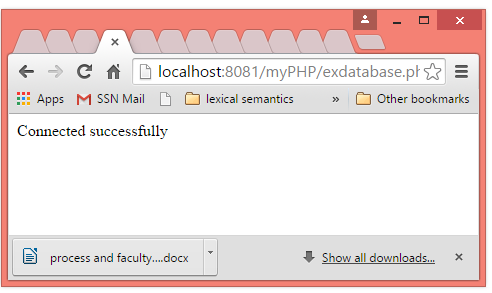 localhost:8081/myPHP/exdatabase.ph
Apps SSN Mail lexical semantics » Other bookmarks
Connected successfully
process and faculty....docx Show all downloads...